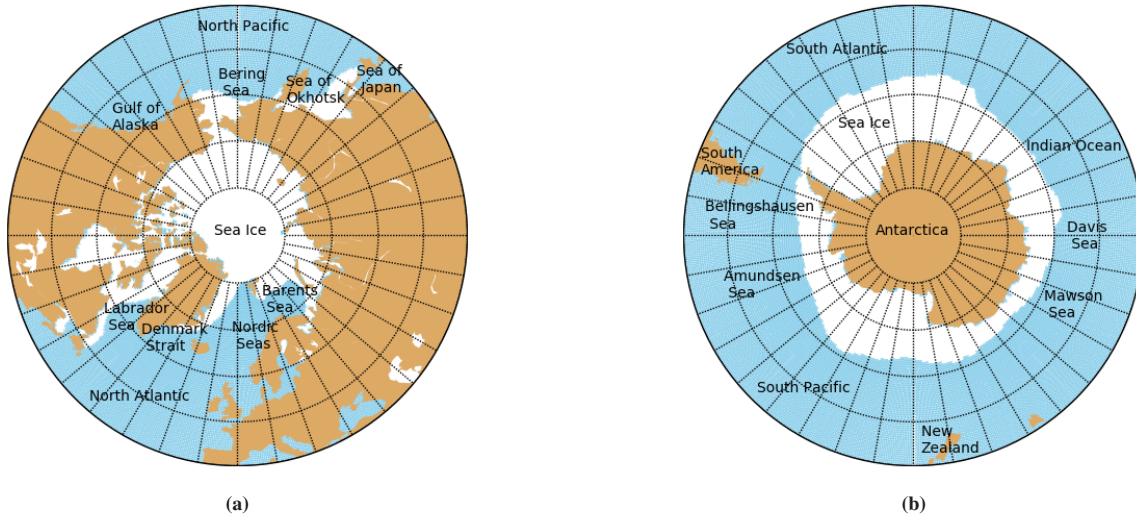 North Pacific
Bering
Sea
Sea of
Okhotsk
Sea of
Japan
Gulf of
Alaska
Sea Ice
Barents
Sea
Labrador
Sea
Denmark
Strait
Nordic
Seas
North Atlantic
(a)
South Atlantic
Sea Ice
Indian Ocean
South
America
Bellingshausen
Sea
Antarctica
Davis
Sea
Amundsen
Sea
Mawson
Sea
South Pacific
New
Zealand
(b)